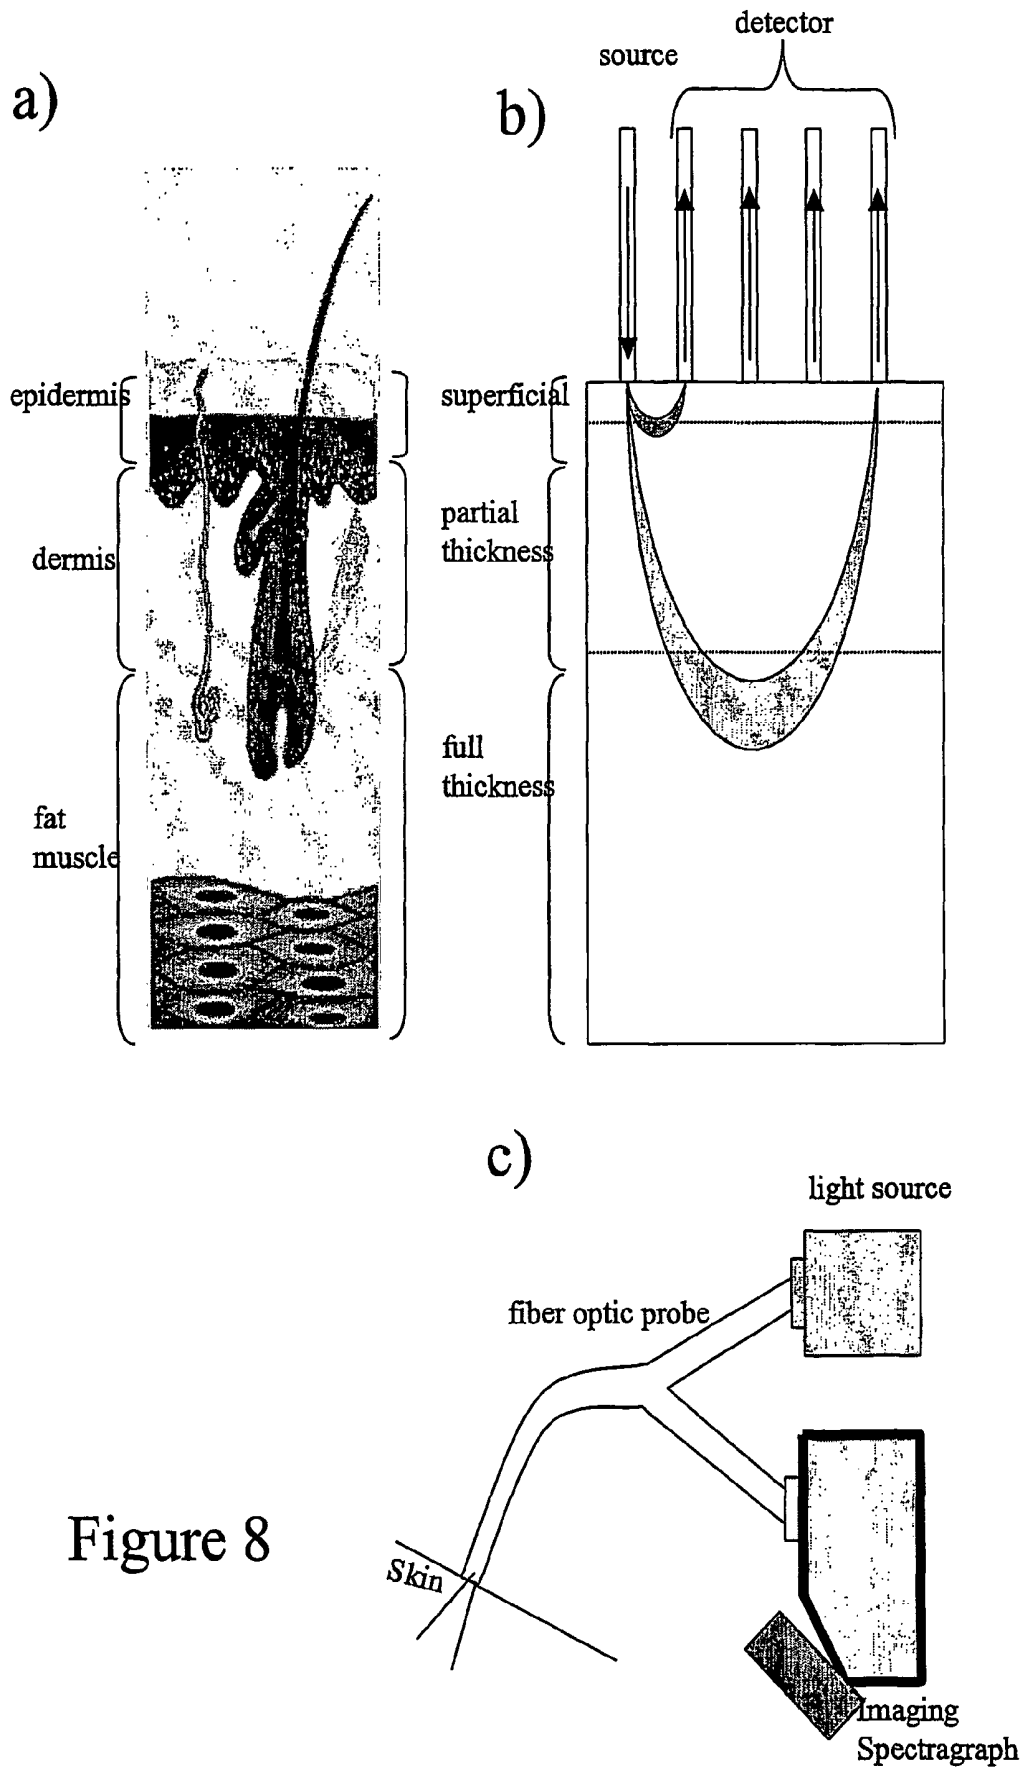 a)
epidermis
dermis
fat
muscle
b)
source
detector
superficial
partial
thickness
full
thickness
c)
light source
fiber optic probe
Skin
Imaging
Spectragraph
Figure 8